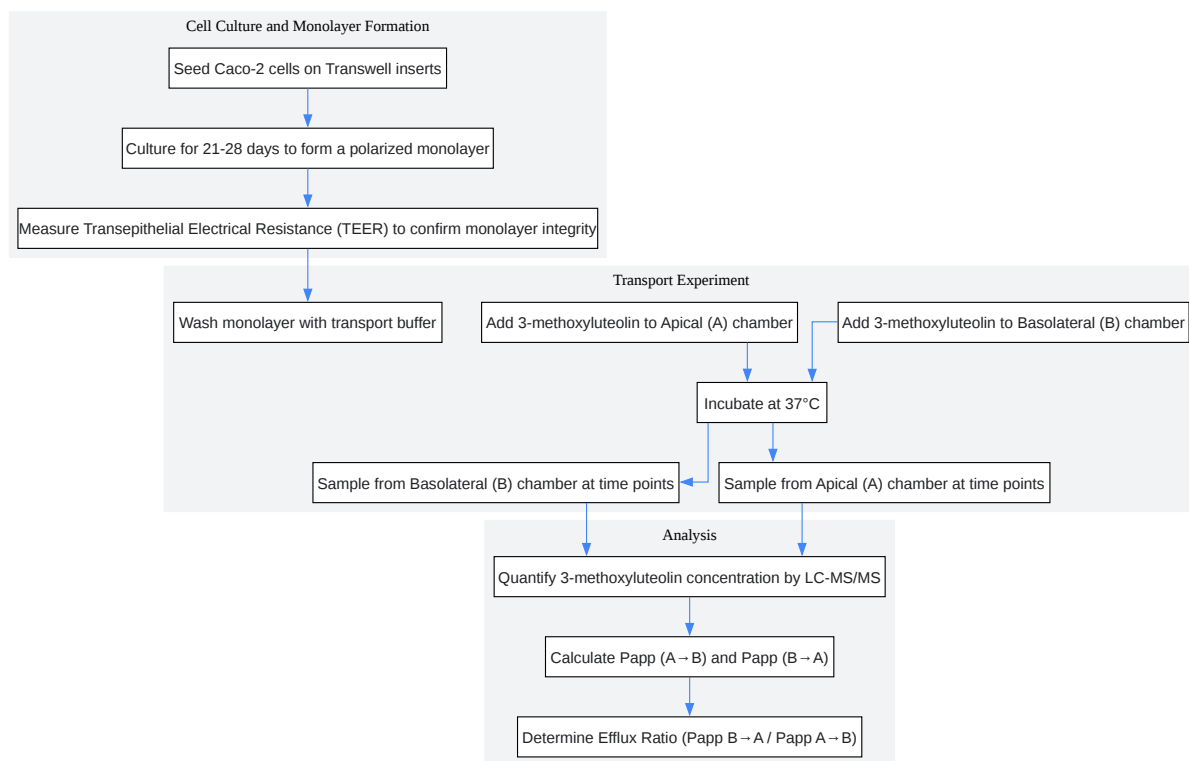 Cell Culture and Monolayer Formation
Seed Caco-2 cells on Transwell inserts
Culture for 21-28 days to form a polarized monolayer
Measure Transepithelial Electrical Resistance (TEER) to confirm monolayer integrity
Transport Experiment
Wash monolayer with transport buffer
Add 3-methoxyluteolin to Apical (A) chamber
Add 3-methoxyluteolin to Basolateral (B) chamber
Incubate at 37°C
Sample from Basolateral (B) chamber at time points
Sample from Apical (A) chamber at time points
Analysis
Quantify 3-methoxyluteolin concentration by LC-MS/MS
Calculate Papp (A→B) and Papp (B→A)
Determine Efflux Ratio (Papp B→A / Papp A→B)